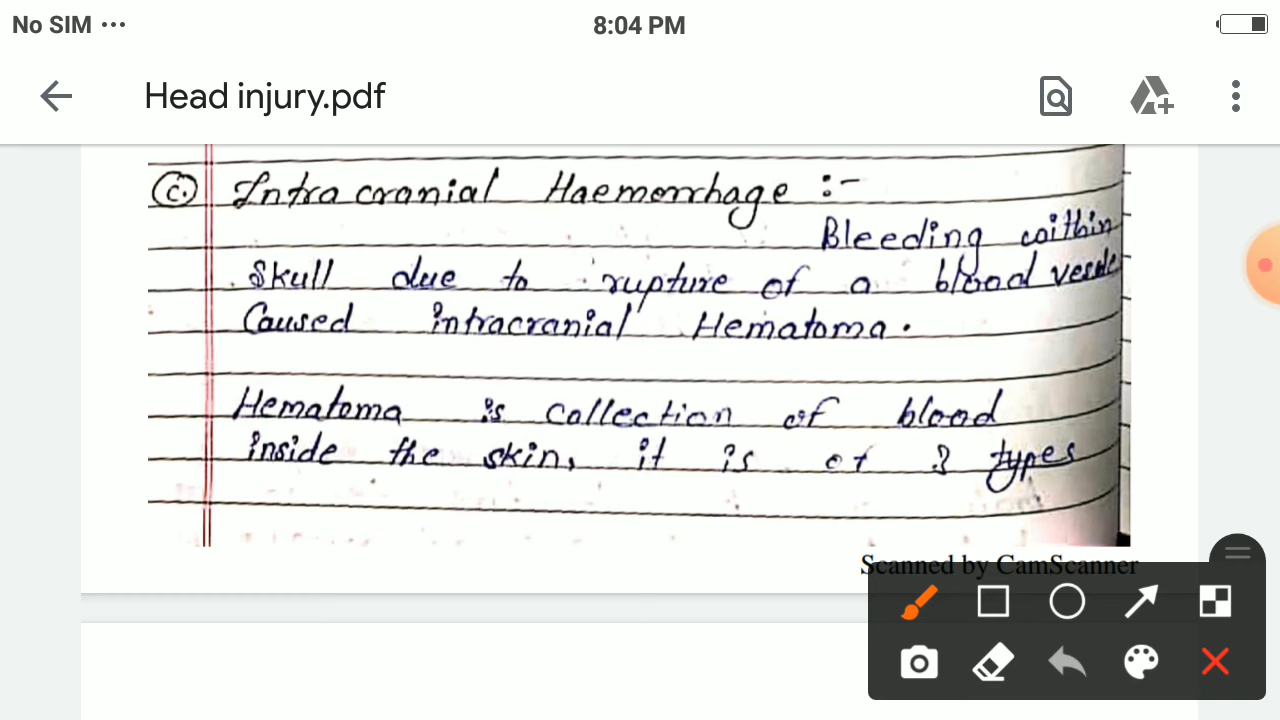 No SIM ...
8:04 PM
Head injury.pdf
C. Intracranial Haemorrhage :-
Bleeding within
Skull due to rupture of a blood vessle
Caused intracranial Hematoma.
Hematoma is collection of blood
inside the skin, it is of 3 types
Scanned by CamScanner